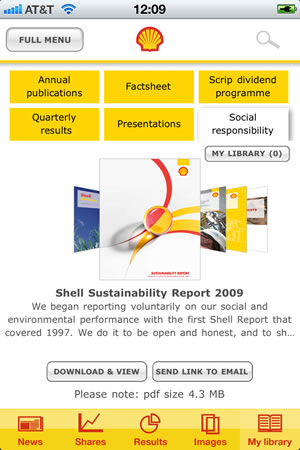 AT&T 12:09
FULL MENU
Annual Factsheet Scrip dividend
publications programme
Quarterly Presentations Social
results responsibility
MY LIBRARY (0)
SUSTAINABILITY REPORT
Shell Sustainability Report 2009
We began reporting voluntarily on our social and
environmental performance with the first Shell Report that
covered 1997. We do it to be open and honest, and to sh...
DOWNLOAD & VIEW SEND LINK TO EMAIL
Please note: pdf size 4.3 MB
News Shares Results Images My library